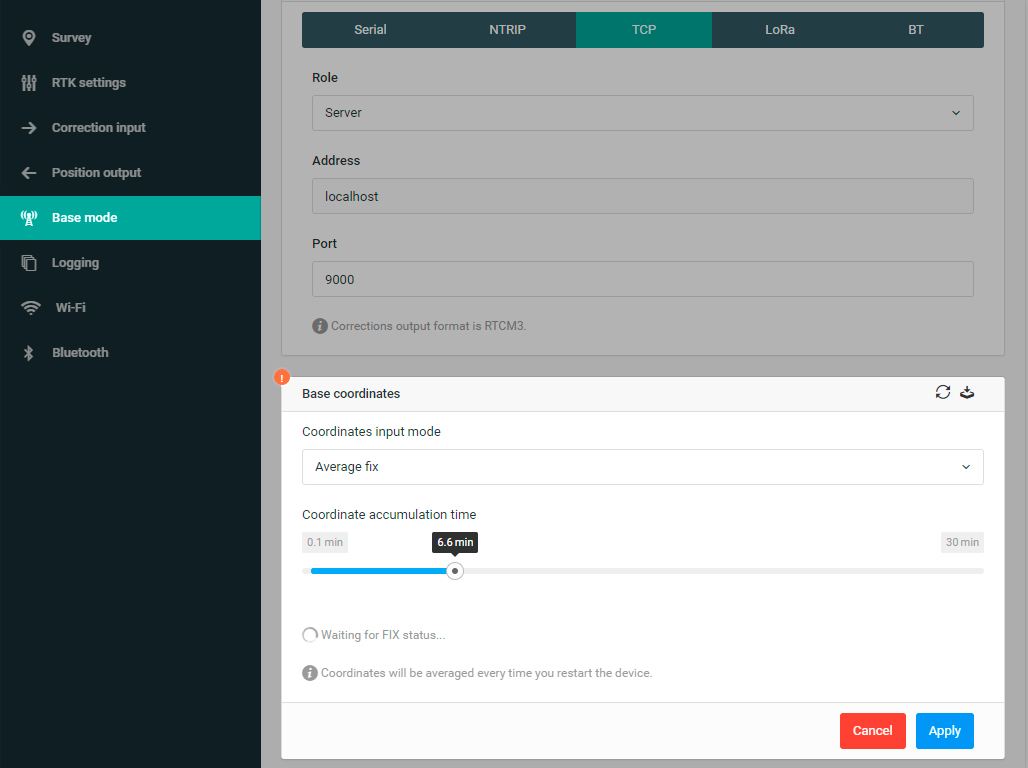 Survey
RTK settings
Correction input
Position output
Base mode
Logging
Wi-Fi
Bluetooth
Serial NTRIP TCP LoRa BT
Role
Server
Address
localhost
Port
9000
i Corrections output format is RTCM3.
!
Base coordinates
Coordinates input mode
Average fix
Coordinate accumulation time
0.1 min 6.6 min 30 min
Waiting for FIX status...
i Coordinates will be averaged every time you restart the device.
Cancel Apply